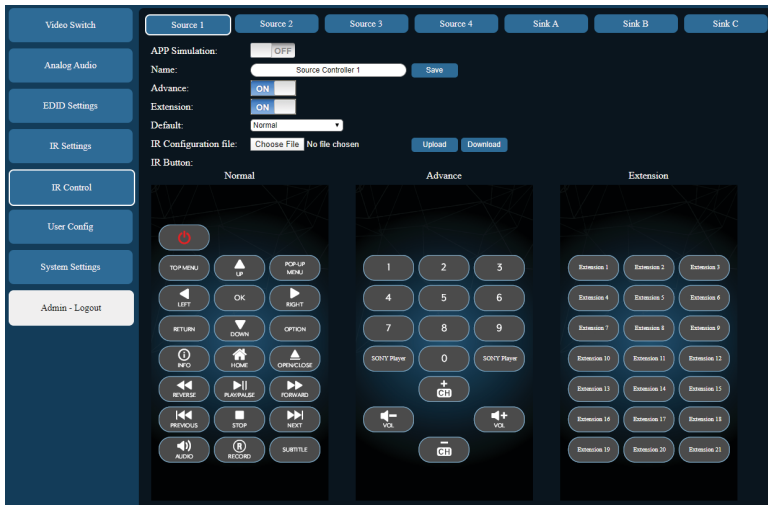 Video Switch
Analog Audio
EDID Settings
IR Settings
IR Control
User Config
System Settings
Admin - Logout
Source 1 Source 2 Source 3 Source 4 Sink A Sink B Sink C
APP Simulation: OFF
Name: Source Controller 1 Save
Advance: ON
Extension: ON
Default: Normal
IR Configuration file: Choose File No file chosen Upload Download
IR Button:
Normal
TOP MENU UP POP-UP MENU
LEFT OK RIGHT
RETURN DOWN OPTION
INFO HOME OPEN/CLOSE
REVERSE PLAY/PAUSE FORWARD
PREVIOUS STOP NEXT
AUDIO R RECORD SUBTITLE
Advance
1 2 3
4 5 6
7 8 9
SONY Player 0 SONY Player
+ CH
- VOL + VOL
- CH
Extension
Extension 1 Extension 2 Extension 3
Extension 4 Extension 5 Extension 6
Extension 7 Extension 8 Extension 9
Extension 10 Extension 11 Extension 12
Extension 13 Extension 14 Extension 15
Extension 16 Extension 17 Extension 18
Extension 19 Extension 20 Extension 21